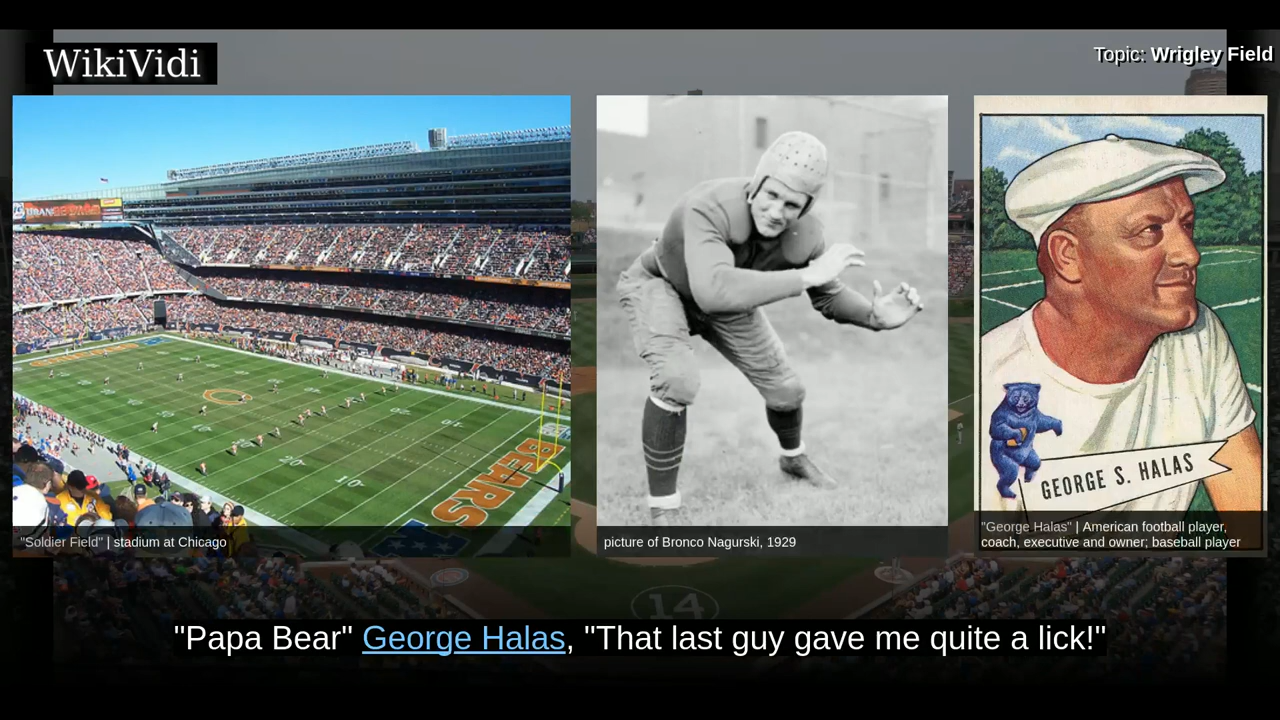 WikiVidi
Topic: Wrigley Field
BEARS
GEORGE S. HALAS
"Soldier Field" | stadium at Chicago
picture of Bronco Nagurski, 1929
"George Halas" | American football player,
coach, executive and owner; baseball player
14
"Papa Bear" George Halas, "That last guy gave me quite a lick!"